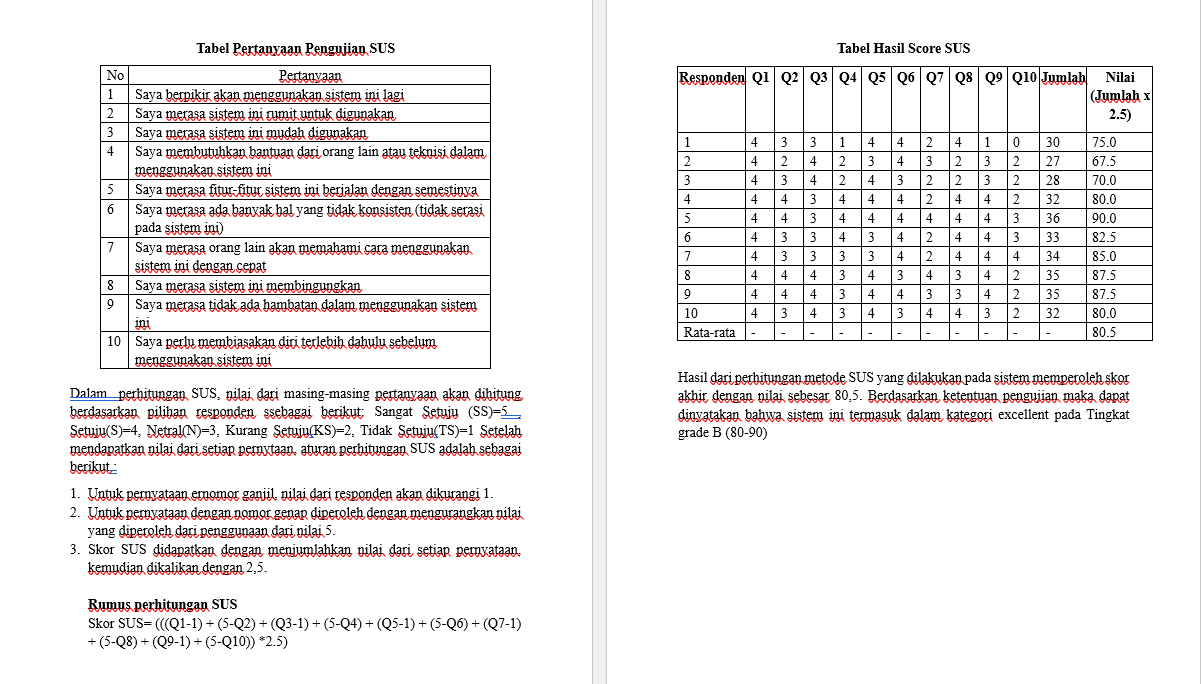 Tabel Pertanyaan Pengujian SUS
No Pertanyaan
1 Saya berpikir akan menggunakan sistem ini lagi
2 Saya merasa sistem ini rumit untuk digunakan
3 Saya merasa sistem ini mudah digunakan
4 Saya membutuhkan bantuan dari orang lain atau teknisi dalam
menggunakan sistem ini
5 Saya merasa fitur-fitur sistem ini berjalan dengan semestinya
6 Saya merasa ada banyak hal yang tidak konsisten (tidak serasi
pada sistem ini)
7 Saya merasa orang lain akan memahami cara menggunakan
sistem ini dengan cepat
8 Saya merasa sistem ini membingungkan
9 Saya merasa tidak ada hambatan dalam menggunakan sistem
ini
10 Saya perlu membiasakan diri terlebih dahulu sebelum
menggunakan sistem ini
Dalam perhitungan SUS, nilai dari masing-masing pertanyaan akan dihitung
berdasarkan pilihan responden ssebagai berikut: Sangat Setuju (SS)=5 ,
Setuju(S)=4, Netral(N)=3, Kurang Setuju(KS)=2, Tidak Setuju(TS)=1 Setelah
mendapatkan nilai dari setiap pernytaan, aturan perhitungan SUS adalah sebagai
berikut :
1. Untuk pernyataan ernomor ganjil, nilai dari responden akan dikurangi 1.
2. Untuk pernyataan dengan nomor genap diperoleh dengan mengurangkan nilai
yang diperoleh dari penggunaan dari nilai 5.
3. Skor SUS didapatkan dengan menjumlahkan nilai dari setiap pernyataan,
kemudian dikalikan dengan 2,5.
Rumus perhitungan SUS
Skor SUS= (((Q1-1) + (5-Q2) + (Q3-1) + (5-Q4) + (Q5-1) + (5-Q6) + (Q7-1)
+ (5-Q8) + (Q9-1) + (5-Q10)) *2.5)
Tabel Hasil Score SUS
Responden Q1 Q2 Q3 Q4 Q5 Q6 Q7 Q8 Q9 Q10 Jumlah Nilai
(Jumlah x
2.5)
1 4 3 3 1 4 4 2 4 1 0 30 75.0
2 4 2 4 2 3 4 3 2 3 2 27 67.5
3 4 3 4 2 4 3 2 2 3 2 28 70.0
4 4 4 3 4 4 4 2 4 4 2 32 80.0
5 4 4 3 4 4 4 4 4 4 3 36 90.0
6 4 3 3 4 3 4 2 4 4 3 33 82.5
7 4 3 3 3 3 4 2 4 4 4 34 85.0
8 4 4 4 3 4 3 4 3 4 2 35 87.5
9 4 4 4 3 4 4 3 3 4 2 35 87.5
10 4 3 4 3 4 3 4 4 3 2 32 80.0
Rata-rata - - - - - - - - - - - 80.5
Hasil dari perhitungan metode SUS yang dilakukan pada sistem memperoleh skor
akhir dengan nilai sebesar 80,5. Berdasarkan ketentuan pengujian maka dapat
dinyatakan bahwa sistem ini termasuk dalam kategori excellent pada Tingkat
grade B (80-90)